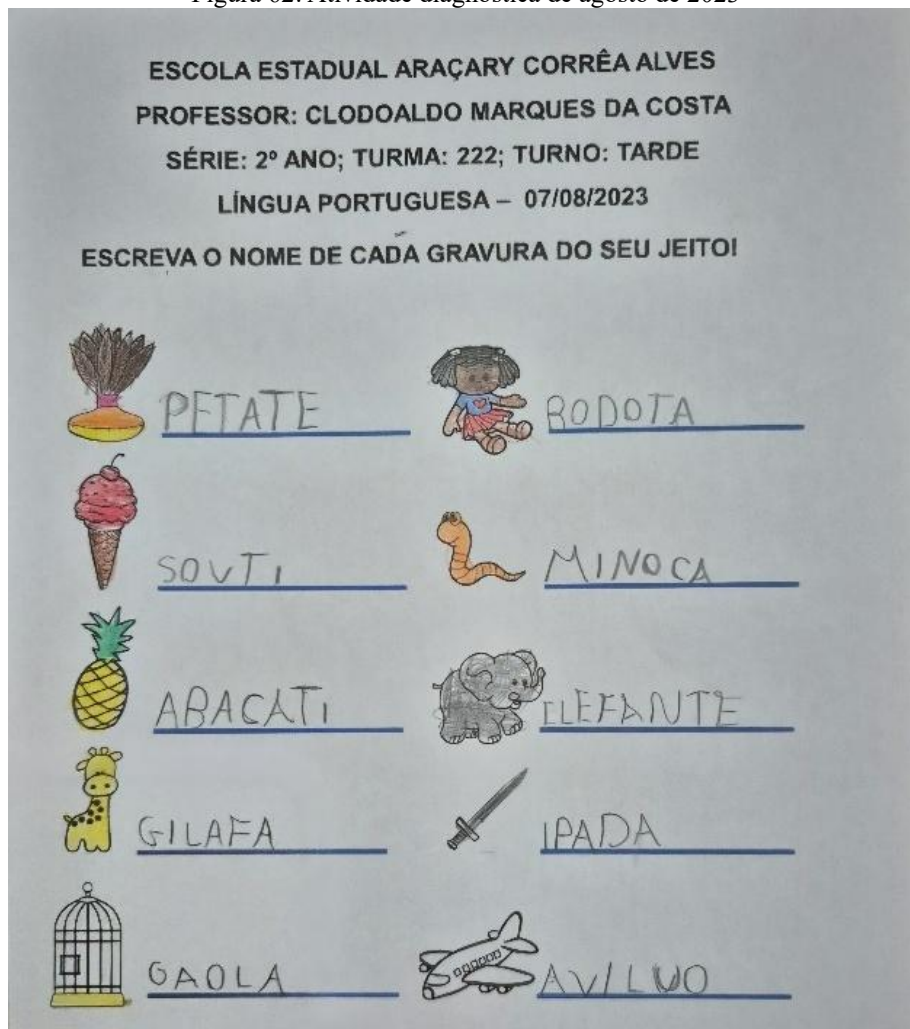 Figura 62: Atividade diagnóstica de agosto de 2023
ESCOLA ESTADUAL ARAÇARY CORRÊA ALVES
PROFESSOR: CLODOALDO MARQUES DA COSTA
SÉRIE: 2º ANO; TURMA: 222; TURNO: TARDE
LÍNGUA PORTUGUESA – 07/08/2023
ESCREVA O NOME DE CADA GRAVURA DO SEU JEITO!
PETATE BODOTA
SOVTI MINOCA
ABACATI ELEFANTE
GILAFA IPADA
GAOLA AVILUO